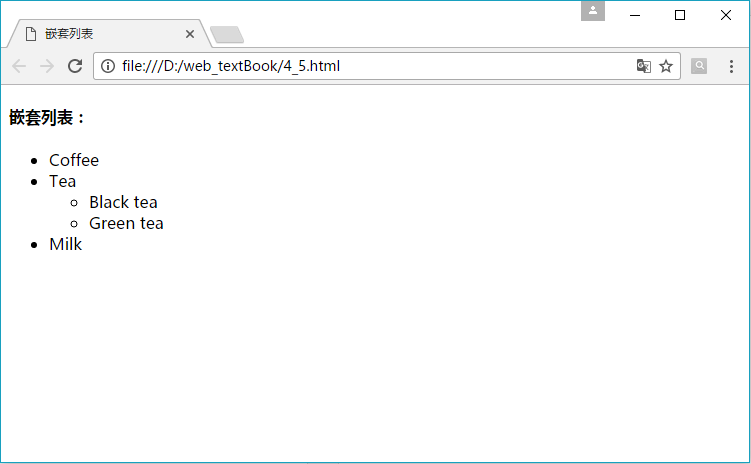 嵌套列表
file:///D:/web_textBook/4_5.html
嵌套列表：
Coffee
Tea
Black tea
Green tea
Milk